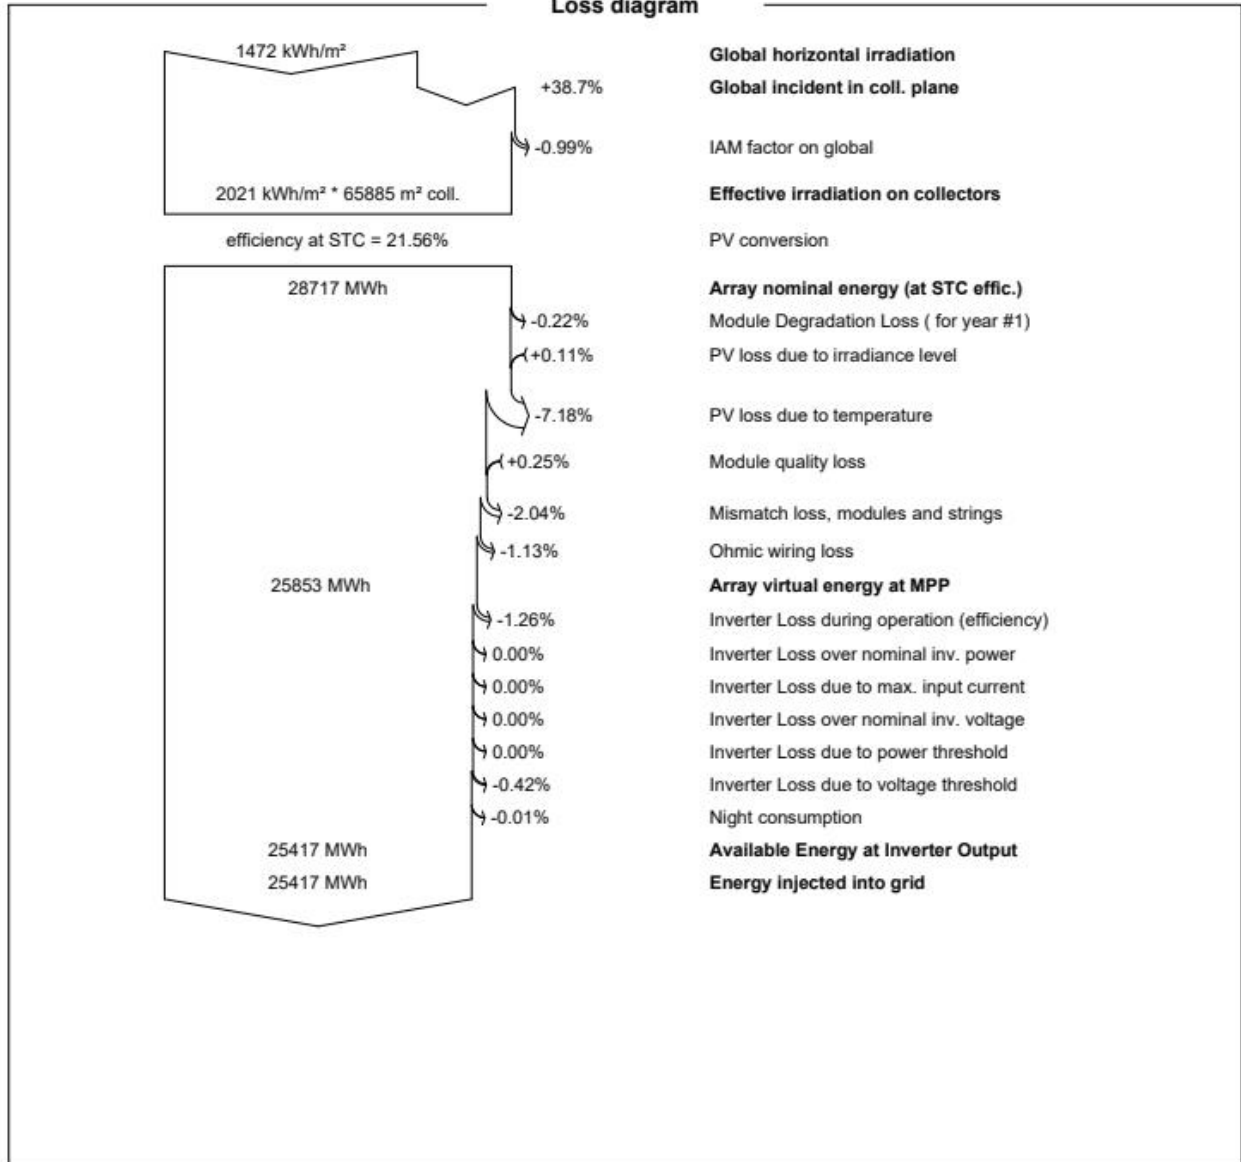 Loss diagram
1472 kWh/m² Global horizontal irradiation
+38.7% Global incident in coll. plane
-0.99% IAM factor on global
2021 kWh/m² * 65885 m² coll. Effective irradiation on collectors
efficiency at STC = 21.56% PV conversion
28717 MWh Array nominal energy (at STC effic.)
-0.22% Module Degradation Loss ( for year #1)
+0.11% PV loss due to irradiance level
-7.18% PV loss due to temperature
+0.25% Module quality loss
-2.04% Mismatch loss, modules and strings
-1.13% Ohmic wiring loss
25853 MWh Array virtual energy at MPP
-1.26% Inverter Loss during operation (efficiency)
0.00% Inverter Loss over nominal inv. power
0.00% Inverter Loss due to max. input current
0.00% Inverter Loss over nominal inv. voltage
0.00% Inverter Loss due to power threshold
-0.42% Inverter Loss due to voltage threshold
-0.01% Night consumption
25417 MWh Available Energy at Inverter Output
25417 MWh Energy injected into grid